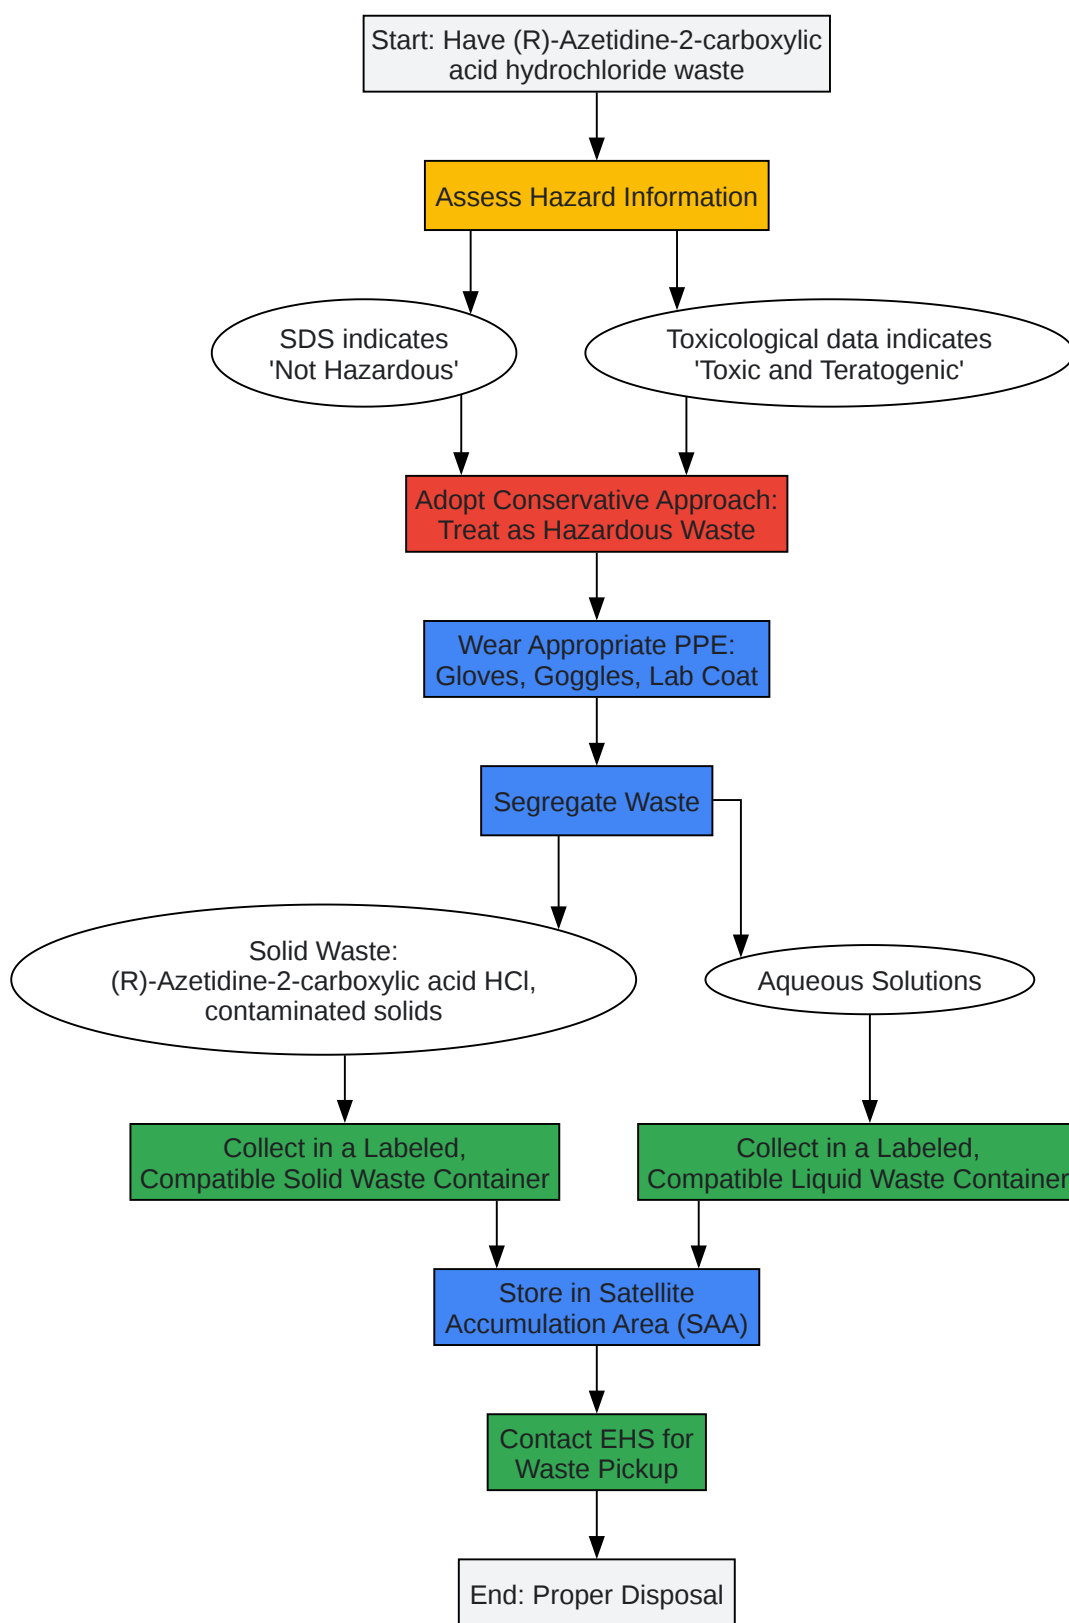 Start: Have (R)-Azetidine-2-carboxylic
acid hydrochloride waste
Assess Hazard Information
SDS indicates
'Not Hazardous'
Toxicological data indicates
'Toxic and Teratogenic'
Adopt Conservative Approach:
Treat as Hazardous Waste
Wear Appropriate PPE:
Gloves, Goggles, Lab Coat
Segregate Waste
Solid Waste:
(R)-Azetidine-2-carboxylic acid HCl,
contaminated solids
Aqueous Solutions
Collect in a Labeled,
Compatible Solid Waste Container
Collect in a Labeled,
Compatible Liquid Waste Container
Store in Satellite
Accumulation Area (SAA)
Contact EHS for
Waste Pickup
End: Proper Disposal